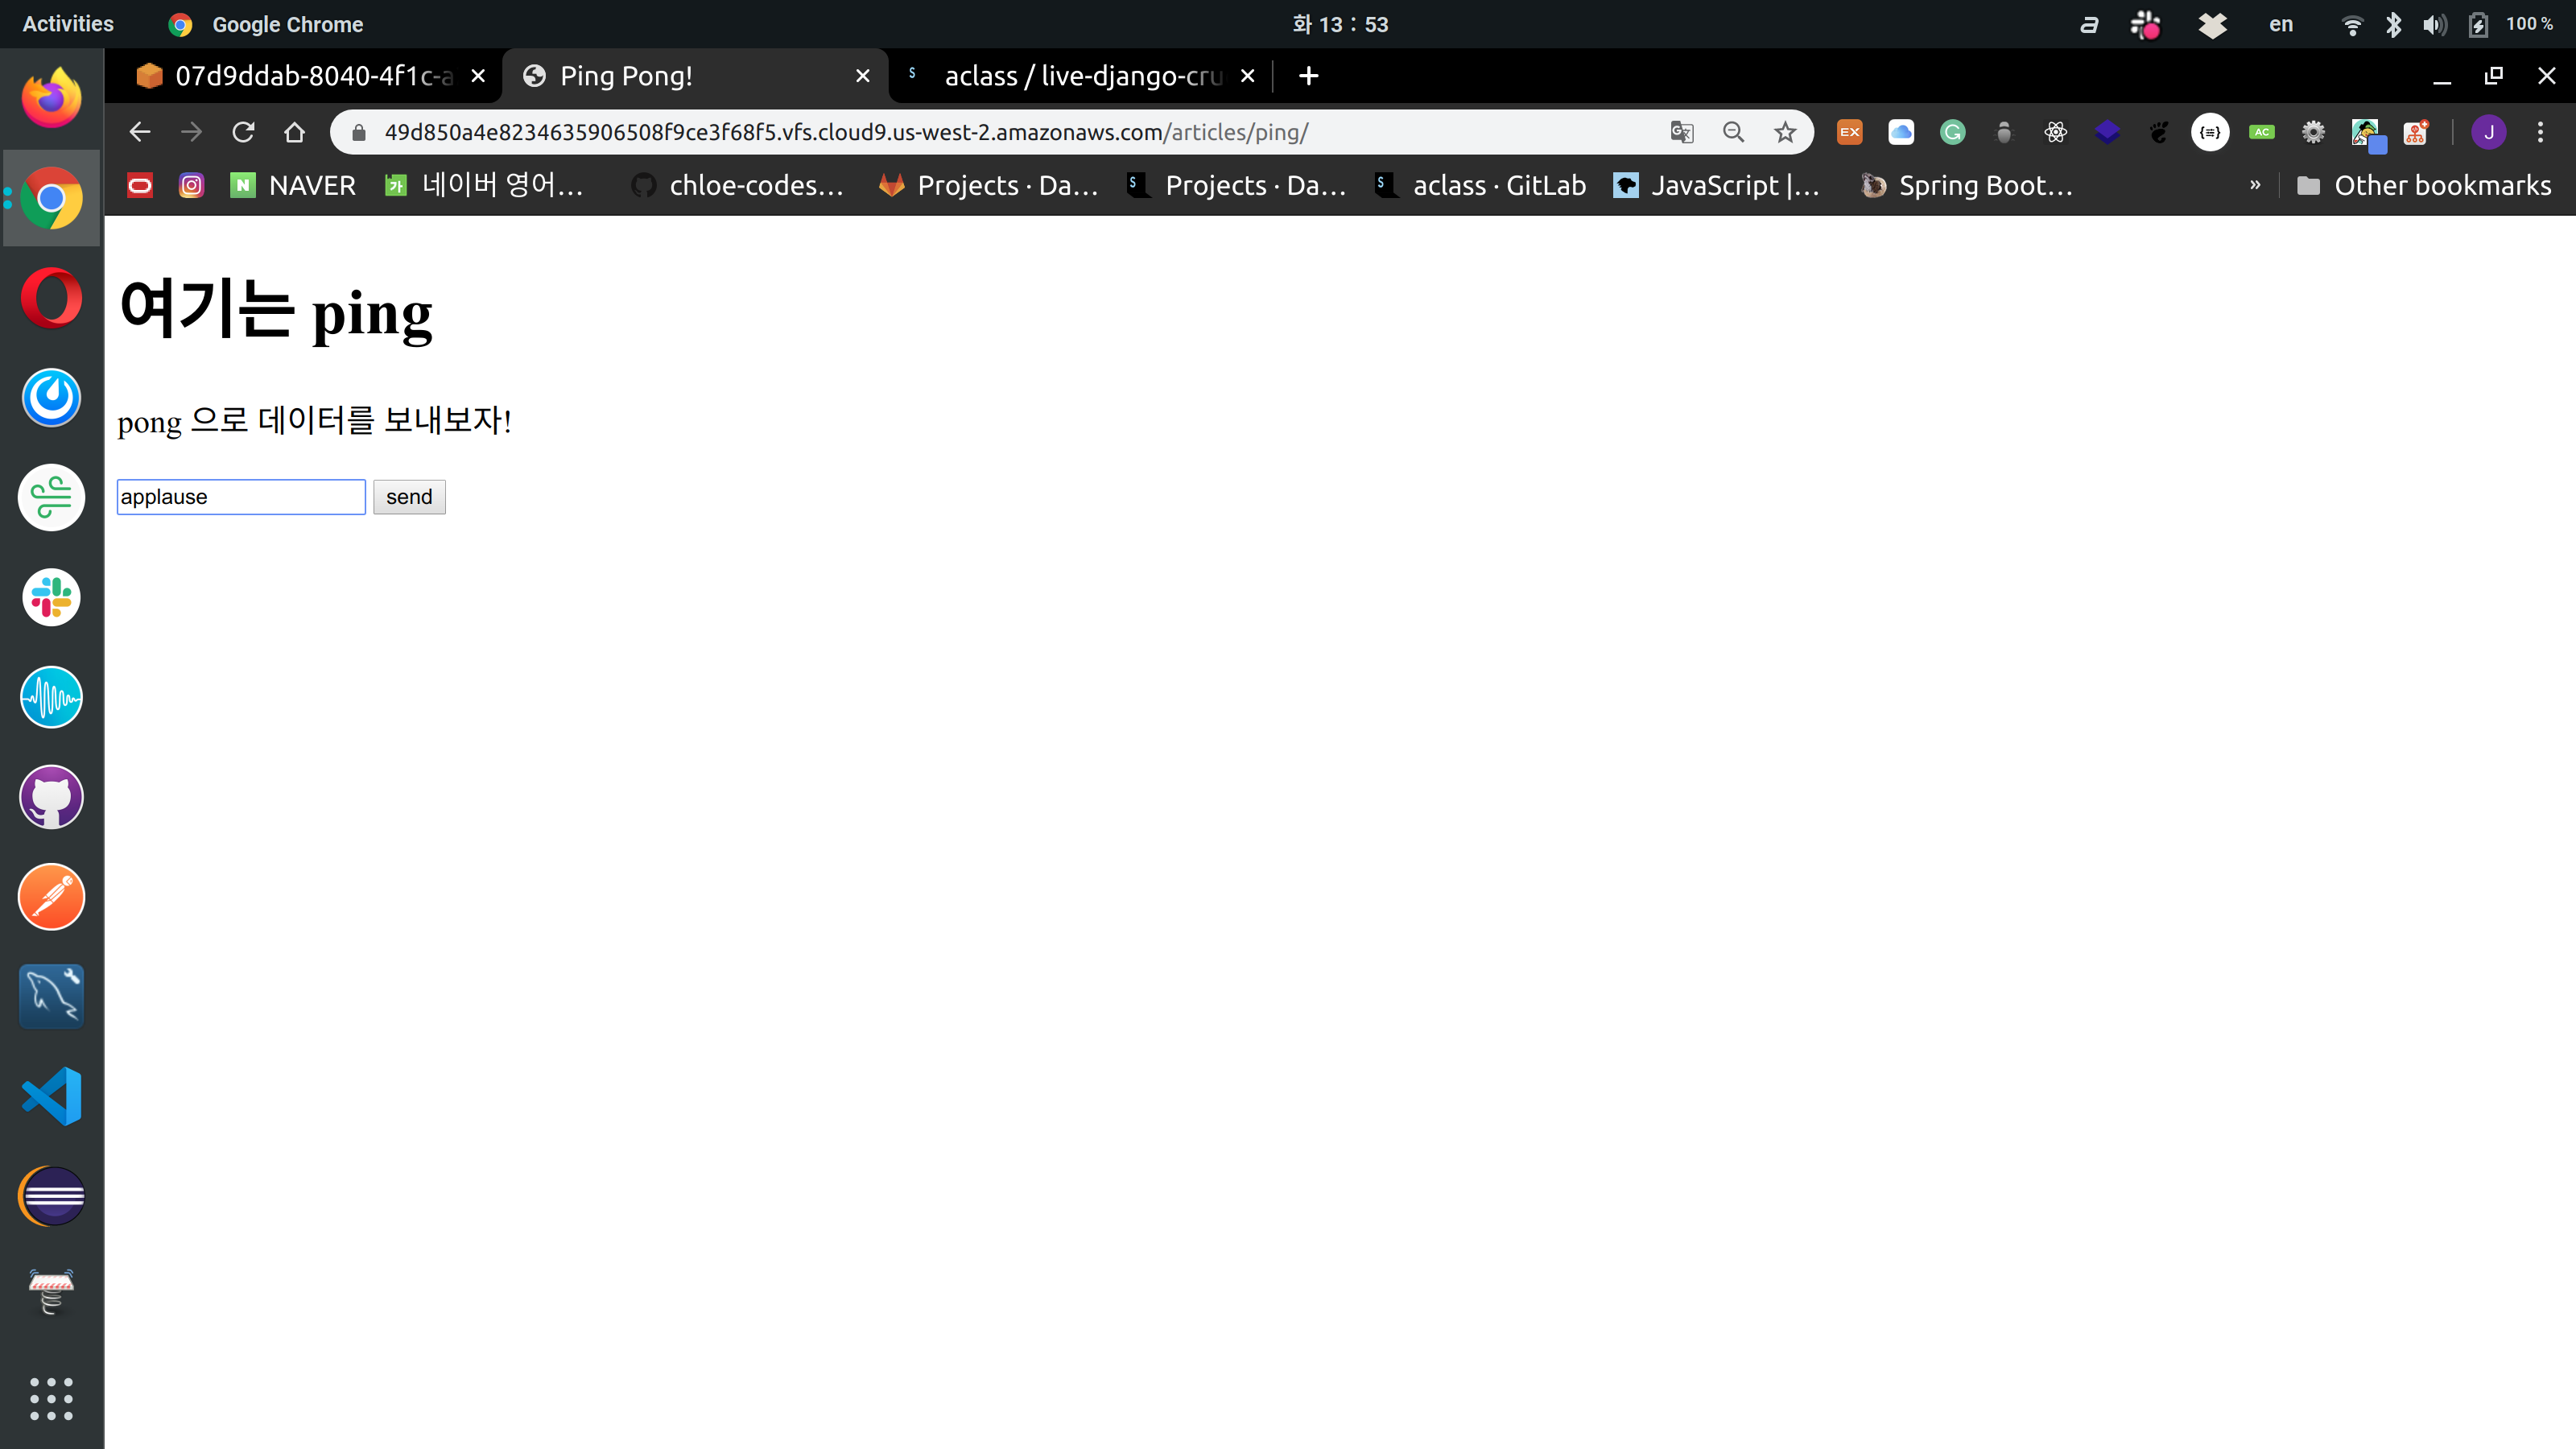 Activities Google Chrome 화 13 : 53 en 100 %
07d9ddab-8040-4f1c-a Ping Pong! aclass / live-django-cru
49d850a4e8234635906508f9ce3f68f5.vfs.cloud9.us-west-2.amazonaws.com/articles/ping/
NAVER 네이버 영어… chloe-codes… Projects · Da… Projects · Da… aclass · GitLab JavaScript |… Spring Boot… » Other bookmarks
여기는 ping
pong 으로 데이터를 보내보자!
applause send